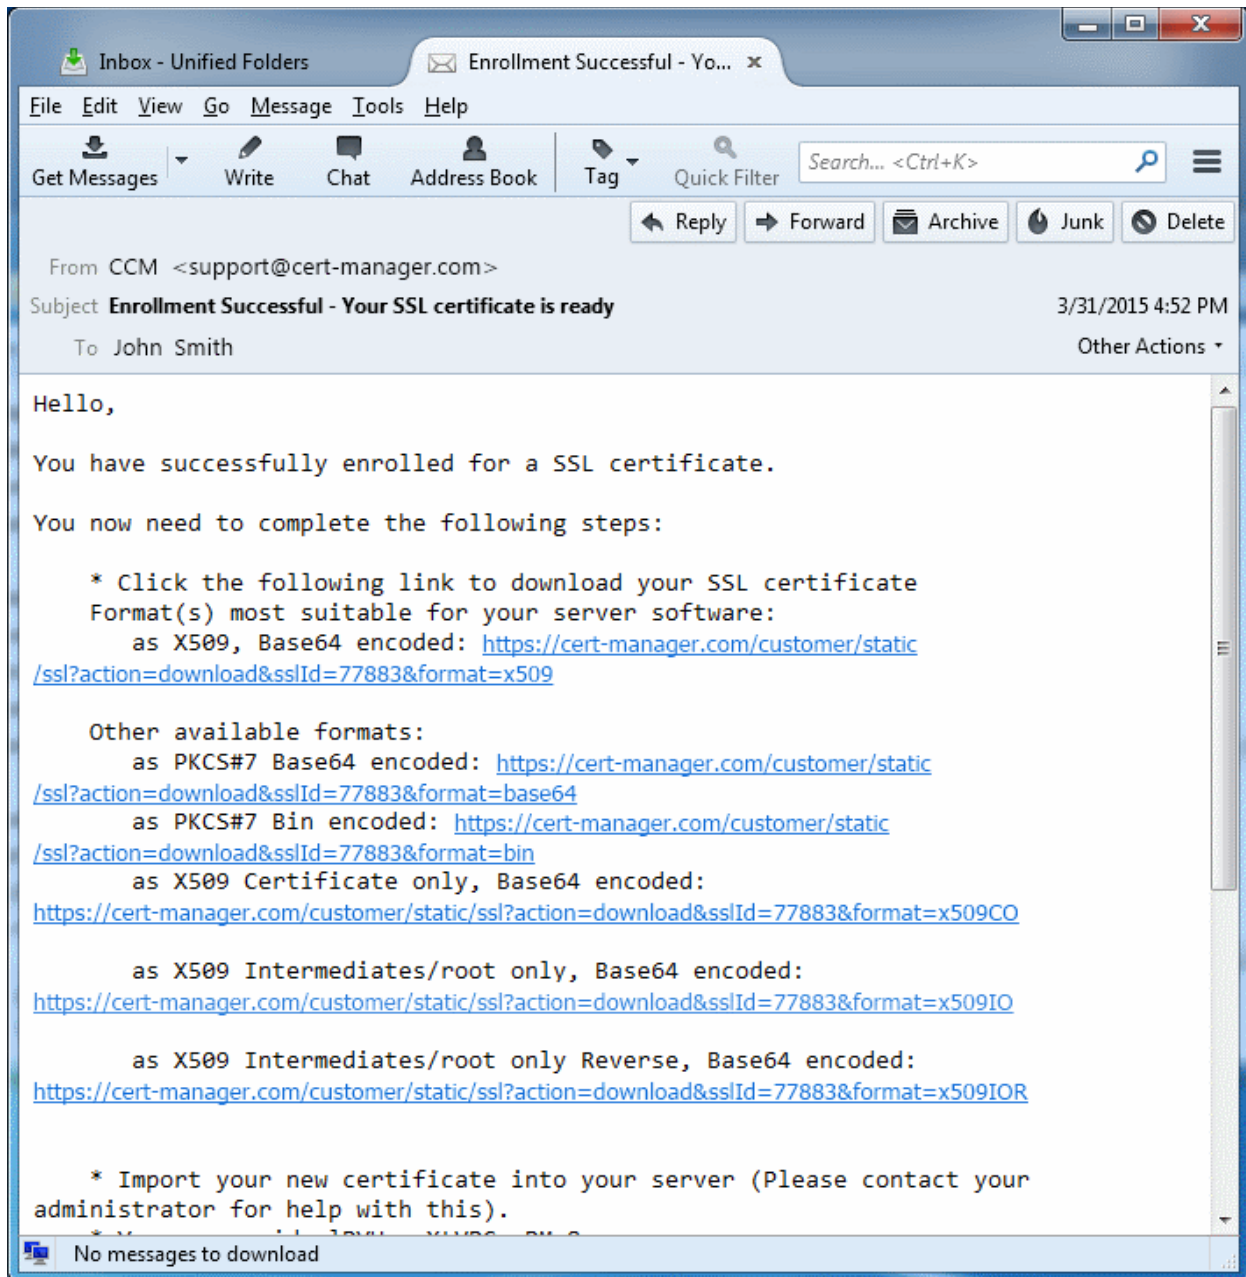 Inbox - Unified Folders
Enrollment Successful - Yo... x
File Edit View Go Message Tools Help
Get Messages Write Chat Address Book Tag Quick Filter Search... <Ctrl+K>
Reply Forward Archive Junk Delete
From CCM <support@cert-manager.com>
Subject Enrollment Successful - Your SSL certificate is ready 3/31/2015 4:52 PM
To John Smith Other Actions
Hello,
You have successfully enrolled for a SSL certificate.
You now need to complete the following steps:
* Click the following link to download your SSL certificate
Format(s) most suitable for your server software:
as X509, Base64 encoded: https://cert-manager.com/customer/static
/ssl?action=download&sslId=77883&format=x509
Other available formats:
as PKCS#7 Base64 encoded: https://cert-manager.com/customer/static
/ssl?action=download&sslId=77883&format=base64
as PKCS#7 Bin encoded: https://cert-manager.com/customer/static
/ssl?action=download&sslId=77883&format=bin
as X509 Certificate only, Base64 encoded:
https://cert-manager.com/customer/static/ssl?action=download&sslId=77883&format=x509CO
as X509 Intermediates/root only, Base64 encoded:
https://cert-manager.com/customer/static/ssl?action=download&sslId=77883&format=x509IO
as X509 Intermediates/root only Reverse, Base64 encoded:
https://cert-manager.com/customer/static/ssl?action=download&sslId=77883&format=x509IOR
* Import your new certificate into your server (Please contact your
administrator for help with this).
No messages to download